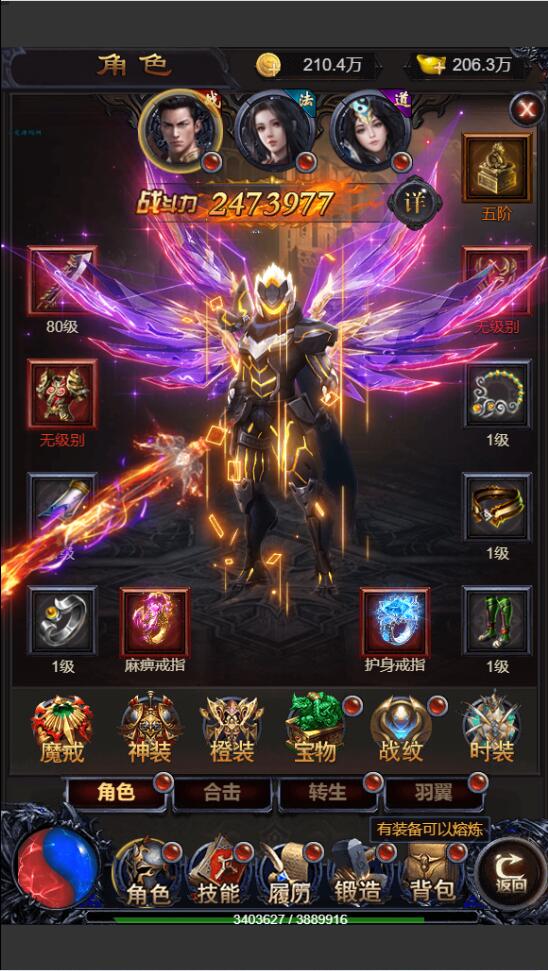 角色
210.4万
206.3万
战
法
道
战斗力 2473977
详
五阶
80级
无级别
无级别
1级
1级
1级
麻痹戒指
护身戒指
1级
魔戒
神装
橙装
宝物
战纹
时装
角色
合击
转生
羽翼
有装备可以熔炼
角色
技能
履历
锻造
背包
返回
3403627 / 3889916